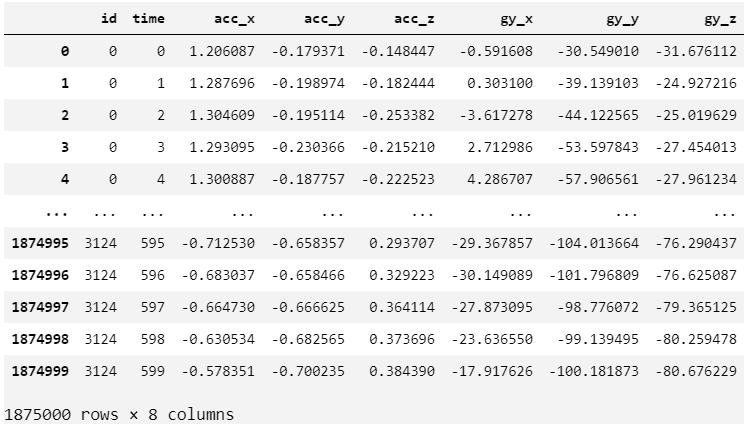 id time acc_x acc_y acc_z gy_x gy_y gy_z
0 0 0 1.206087 -0.179371 -0.148447 -0.591608 -30.549010 -31.676112
1 0 1 1.287696 -0.198974 -0.182444 0.303100 -39.139103 -24.927216
2 0 2 1.304609 -0.195114 -0.253382 -3.617278 -44.122565 -25.019629
3 0 3 1.293095 -0.230366 -0.215210 2.712986 -53.597843 -27.454013
4 0 4 1.300887 -0.187757 -0.222523 4.286707 -57.906561 -27.961234
... ... ... ... ... ... ... ... ...
1874995 3124 595 -0.712530 -0.658357 0.293707 -29.367857 -104.013664 -76.290437
1874996 3124 596 -0.683037 -0.658466 0.329223 -30.149089 -101.796809 -76.625087
1874997 3124 597 -0.664730 -0.666625 0.364114 -27.873095 -98.776072 -79.365125
1874998 3124 598 -0.630534 -0.682565 0.373696 -23.636550 -99.139495 -80.259478
1874999 3124 599 -0.578351 -0.700235 0.384390 -17.917626 -100.181873 -80.676229
1875000 rows × 8 columns